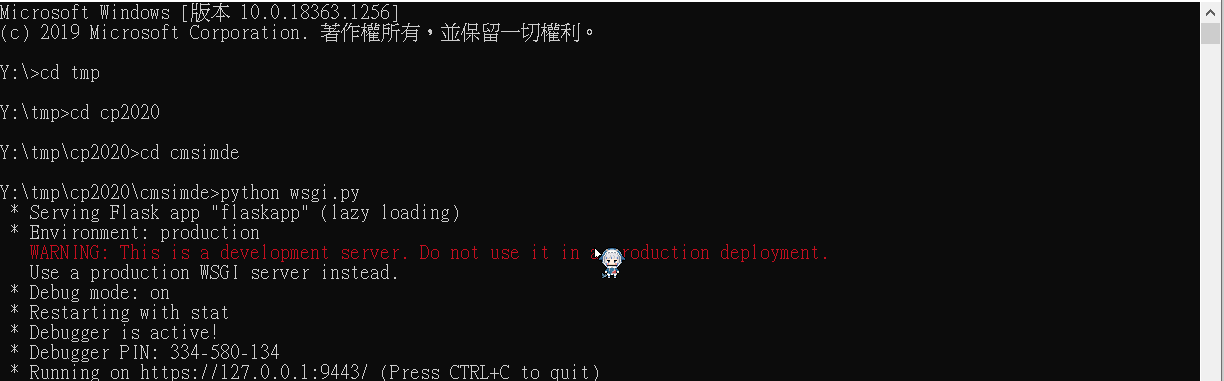 Microsoft Windows [版本 10.0.18363.1256]
(c) 2019 Microsoft Corporation. 著作權所有，並保留一切權利。
Y:\>cd tmp
Y:\tmp>cd cp2020
Y:\tmp\cp2020>cd cmsimde
Y:\tmp\cp2020\cmsimde>python wsgi.py
* Serving Flask app "flaskapp" (lazy loading)
* Environment: production
WARNING: This is a development server. Do not use it in a production deployment.
Use a production WSGI server instead.
* Debug mode: on
* Restarting with stat
* Debugger is active!
* Debugger PIN: 334-580-134
* Running on https://127.0.0.1:9443/ (Press CTRL+C to quit)